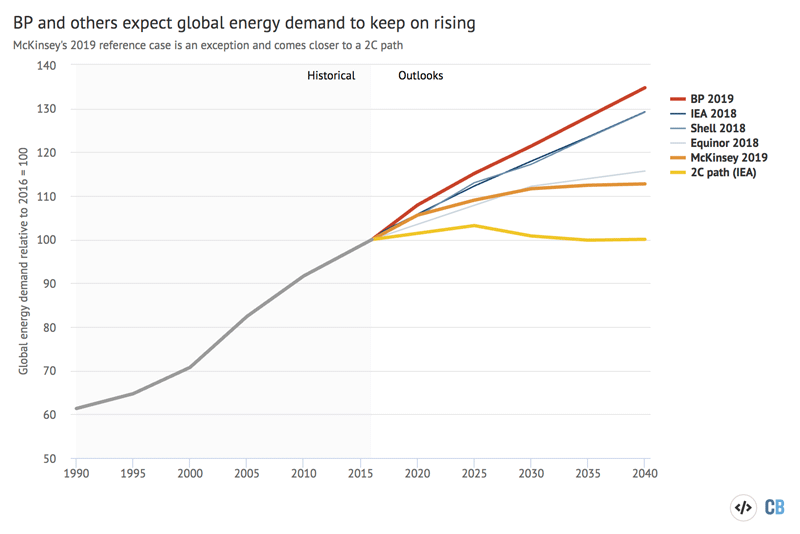 BP and others expect global energy demand to keep on rising
McKinsey's 2019 reference case is an exception and comes closer to a 2C path
Global energy demand relative to 2016 = 100
140
130
120
110
100
90
80
70
60
50
Historical
Outlooks
1990
1995
2000
2005
2010
2015
2020
2025
2030
2035
2040
BP 2019
IEA 2018
Shell 2018
Equinor 2018
McKinsey 2019
2C path (IEA)
</> CB